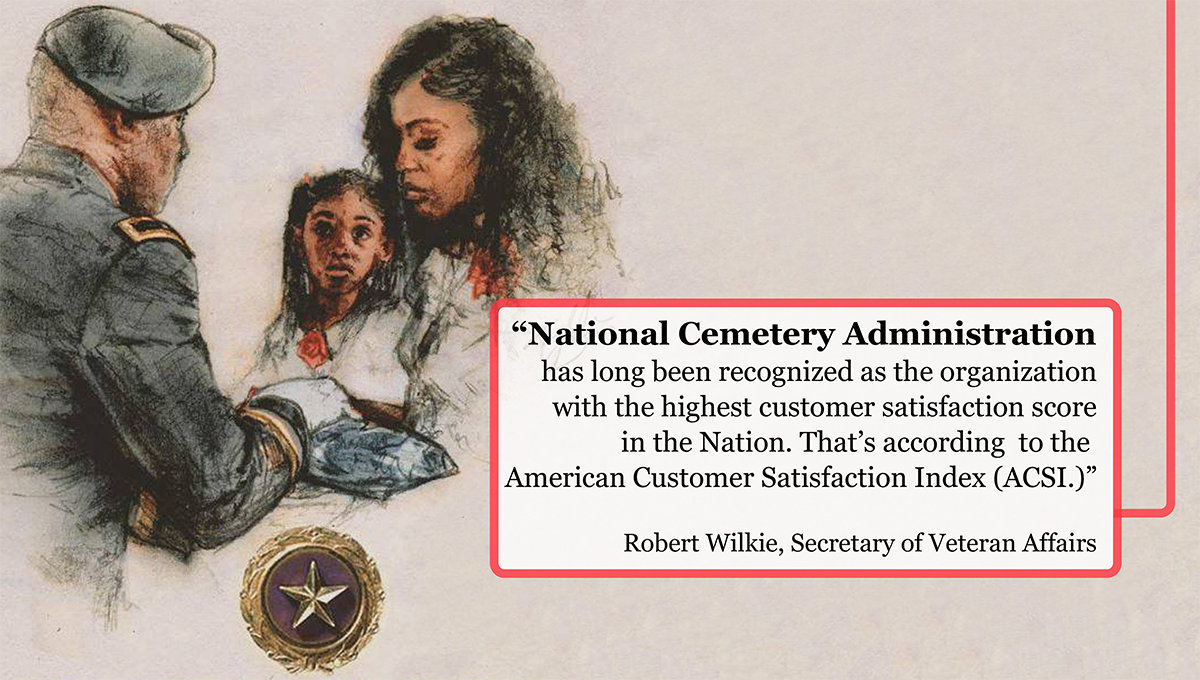 “National Cemetery Administration
has long been recognized as the organization
with the highest customer satisfaction score
in the Nation. That’s according  to the
American Customer Satisfaction Index (ACSI.)”
Robert Wilkie, Secretary of Veteran Affairs